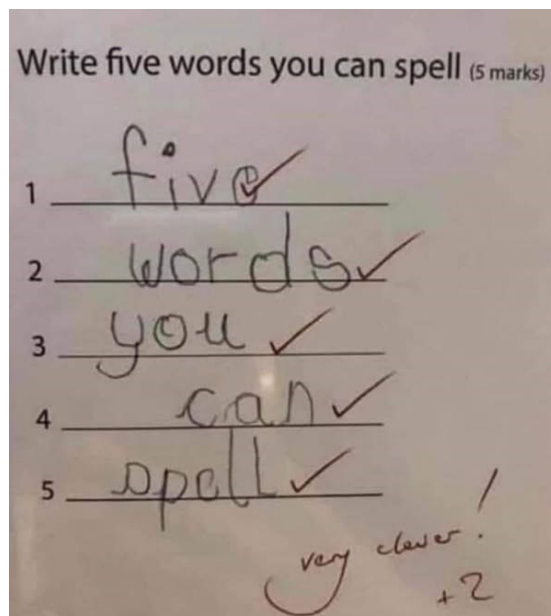 Write five words you can spell (5 marks)
1 five ✓
2 words ✓
3 you ✓
4 can ✓
5 spell ✓
very clever!
+2